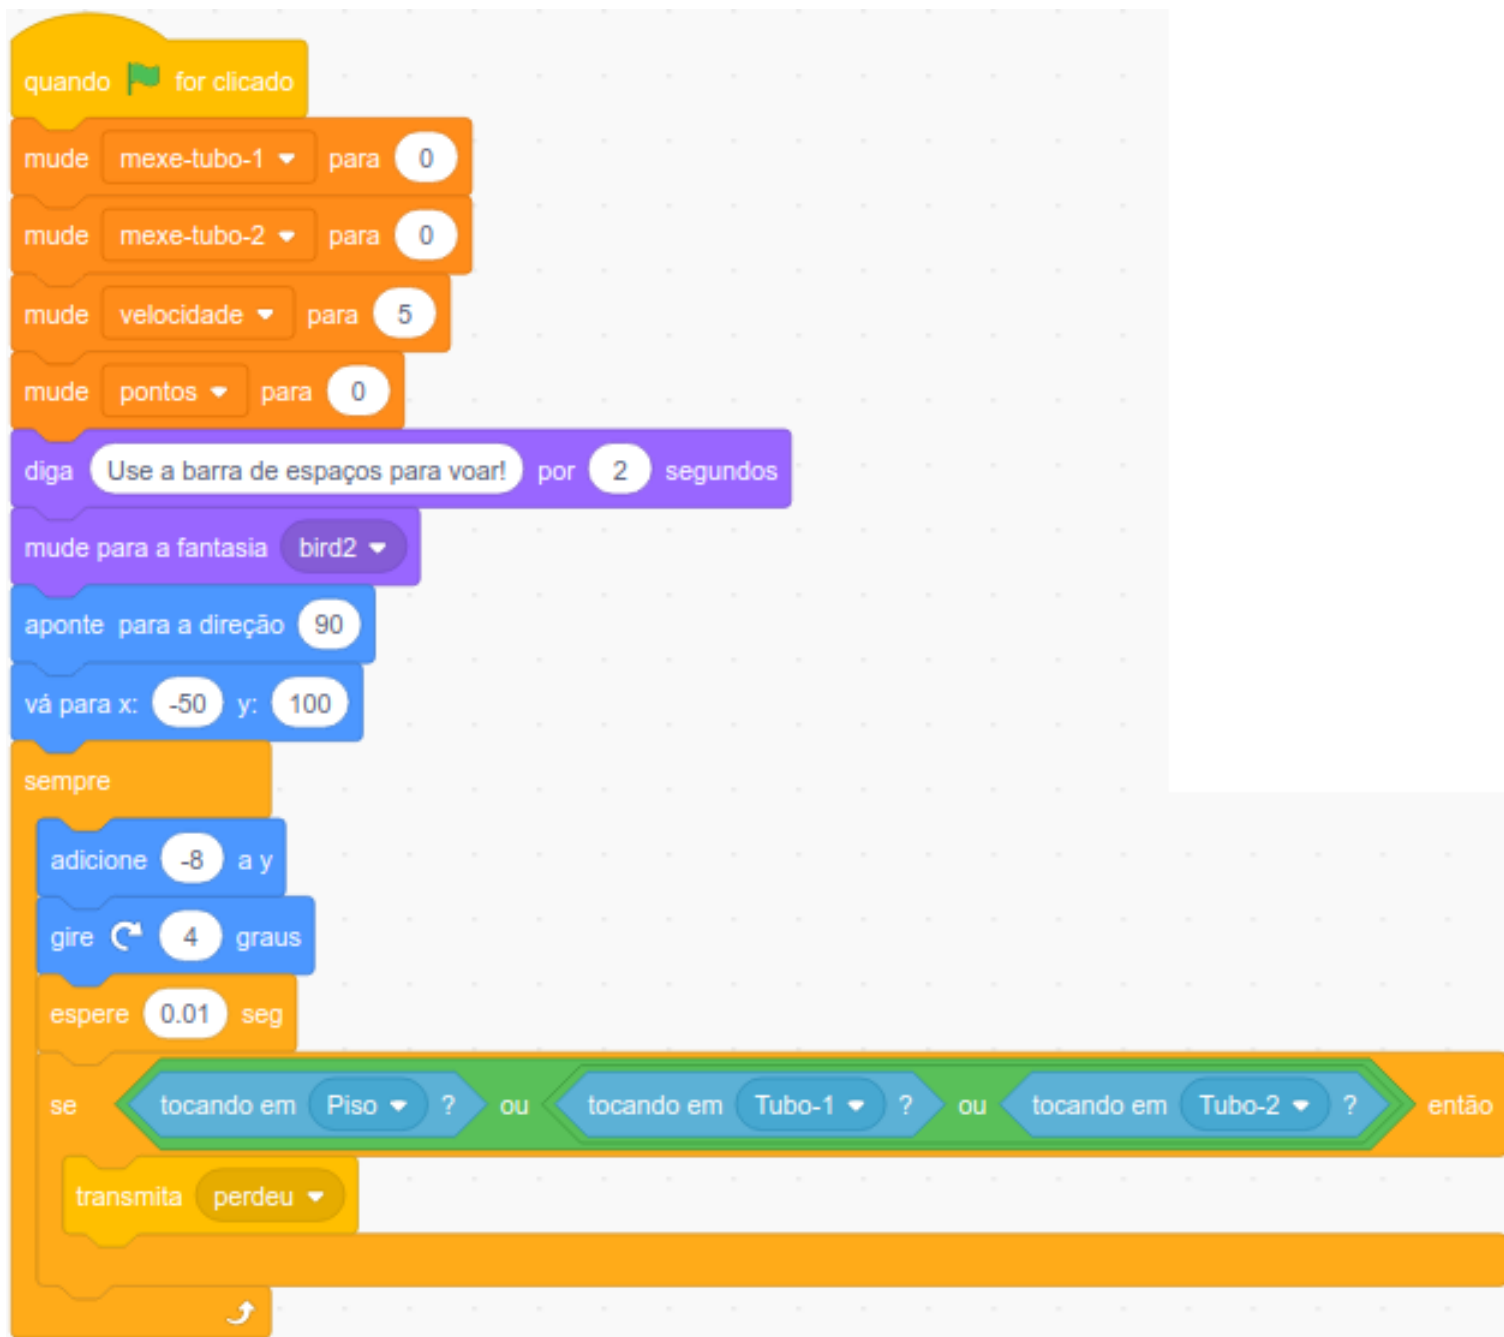 quando for clicado
mude mexe-tubo-1 para 0
mude mexe-tubo-2 para 0
mude velocidade para 5
mude pontos para 0
diga Use a barra de espaços para voar! por 2 segundos
mude para a fantasia bird2
aponte para a direção 90
vá para x: -50 y: 100
sempre
adicione -8 a y
gire 4 graus
espere 0.01 seg
se tocando em Piso ? ou tocando em Tubo-1 ? ou tocando em Tubo-2 ? então
transmita perdeu